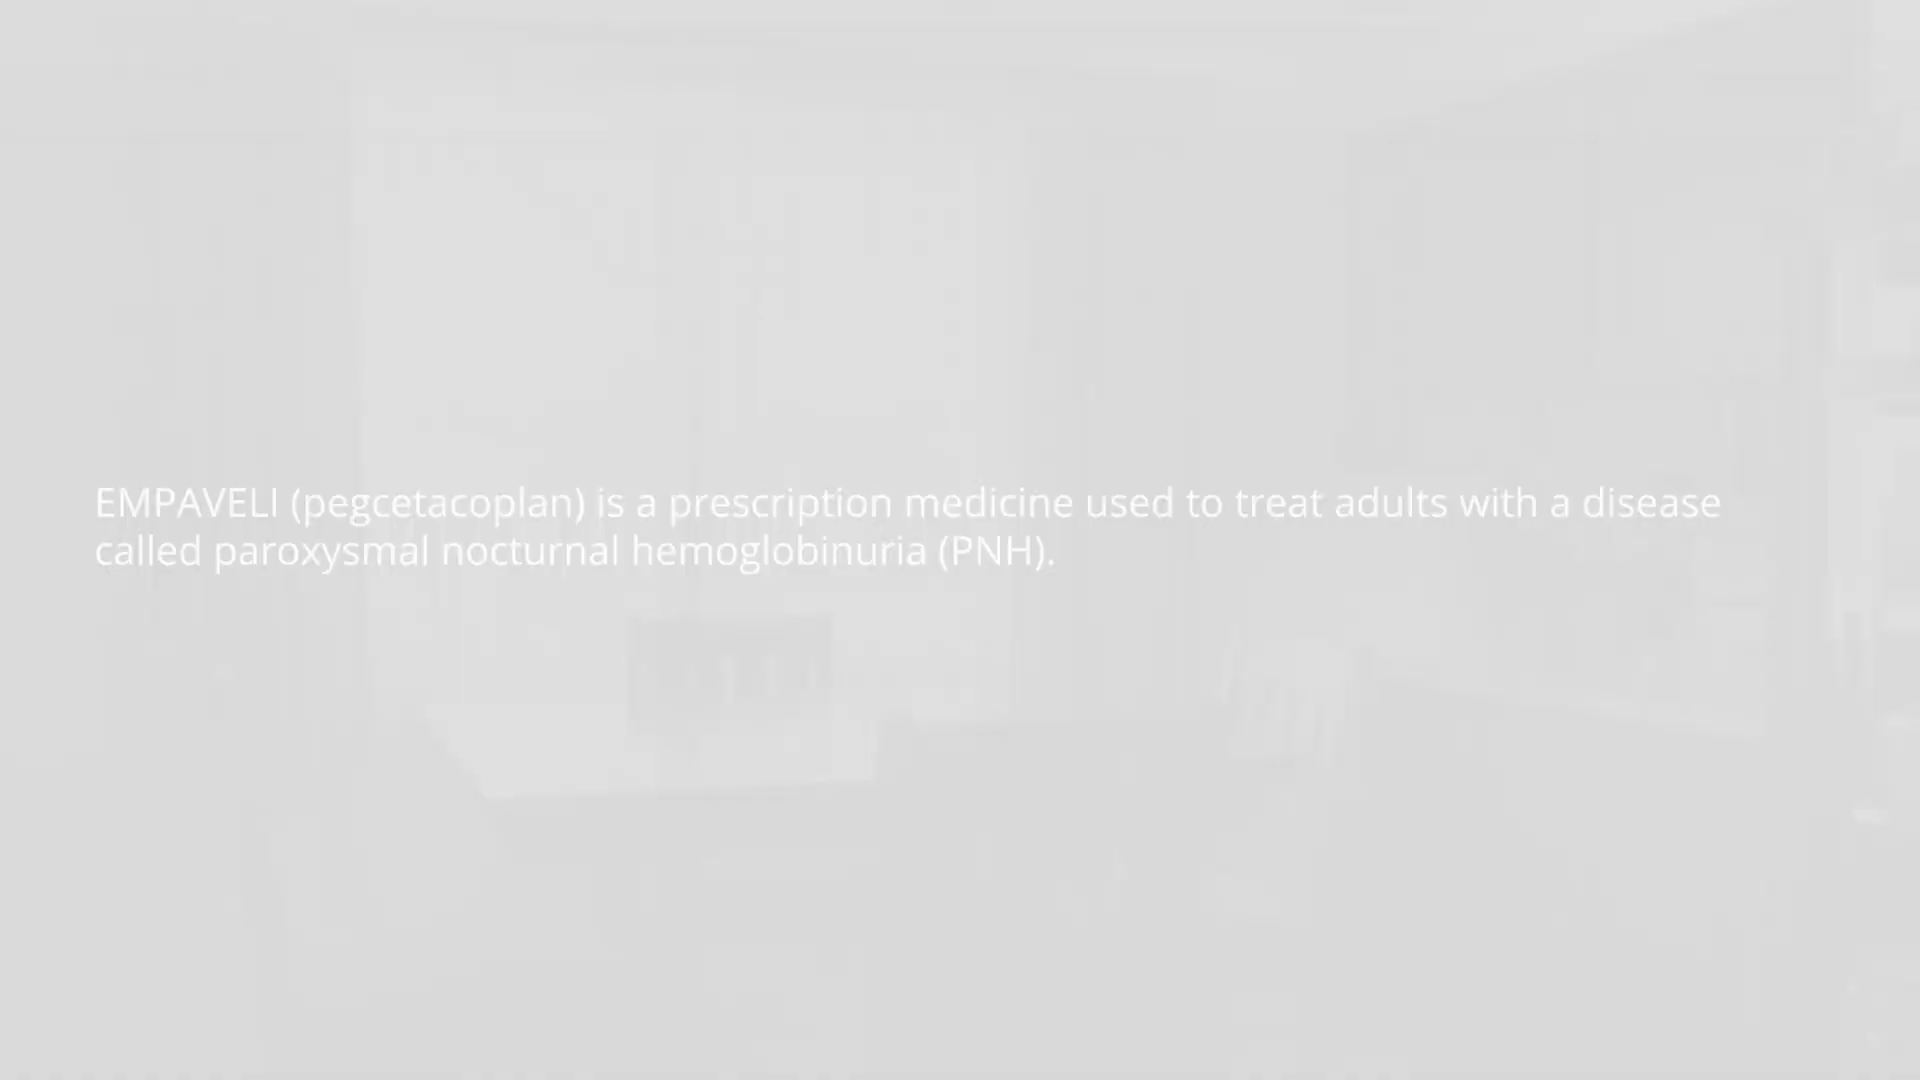 EMPAVELI (pegcetacoplan) is a prescription medicine used to treat adults with a disease
called paroxysmal nocturnal hemoglobinuria (PNH).